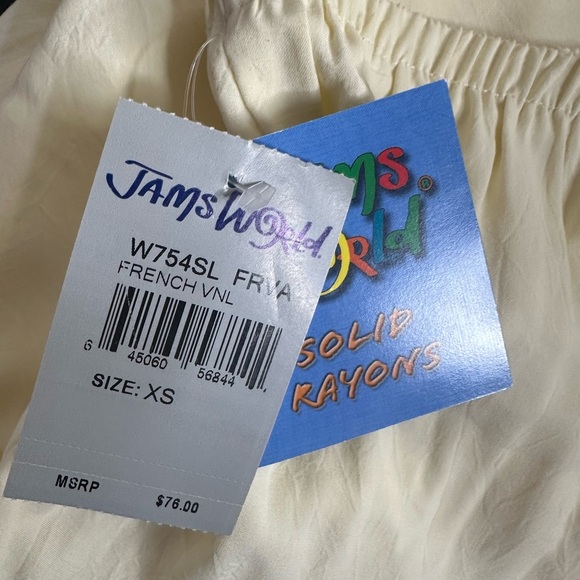 JAMS WORLD.
W754SL FRVA
FRENCH VNL
6 45060 56844
SIZE: XS
MSRP $76.00
ms®
orld
SOLID
RAYONS